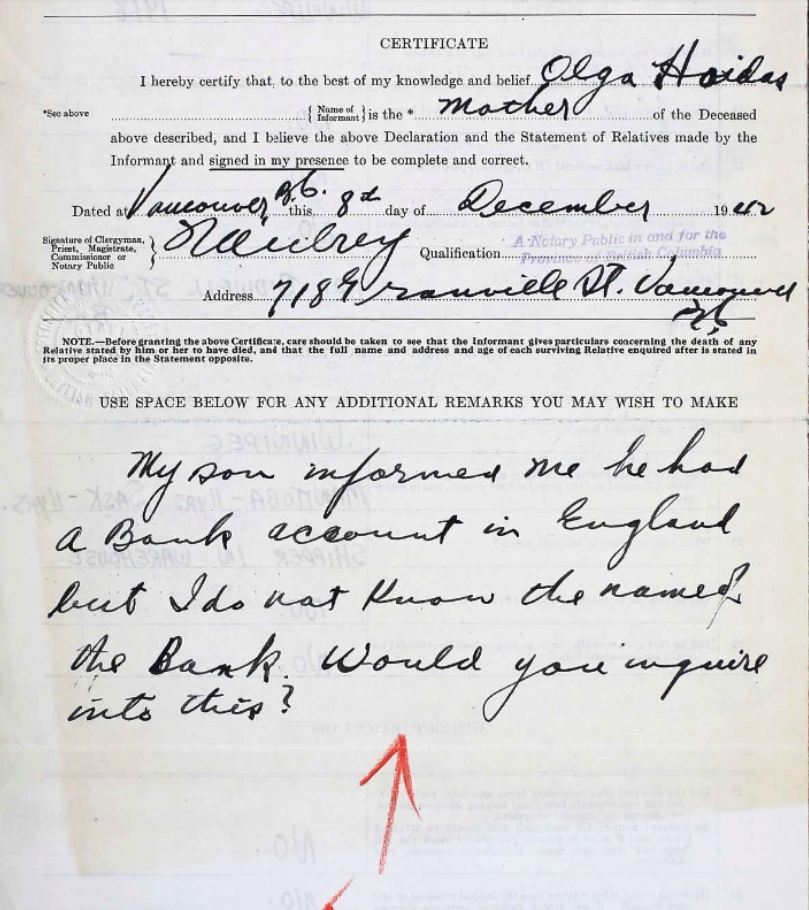 CERTIFICATE
I hereby certify that, to the best of my knowledge and belief Olga Hoidas
*See above { Name of Informant } is the * Mother of the Deceased
above described, and I believe the above Declaration and the Statement of Relatives made by the
Informant and signed in my presence to be complete and correct.
Dated at Vancouver B.C. this 8th day of December 1942
Signature of Clergyman,
Priest, Magistrate,
Commissioner or
Notary Public
Qualification A Notary Public in and for the
Province of British Columbia
Address 718 Granville St. Vancouver
BC
NOTE.—Before granting the above Certificate, care should be taken to see that the Informant gives particulars concerning the death of any
Relative stated by him or her to have died, and that the full name and address and age of each surviving Relative enquired after is stated in
its proper place in the Statement opposite.
USE SPACE BELOW FOR ANY ADDITIONAL REMARKS YOU MAY WISH TO MAKE
My son informed me he had
a Bank account in England
but I do not know the name of
the Bank. Would you inquire
into this?